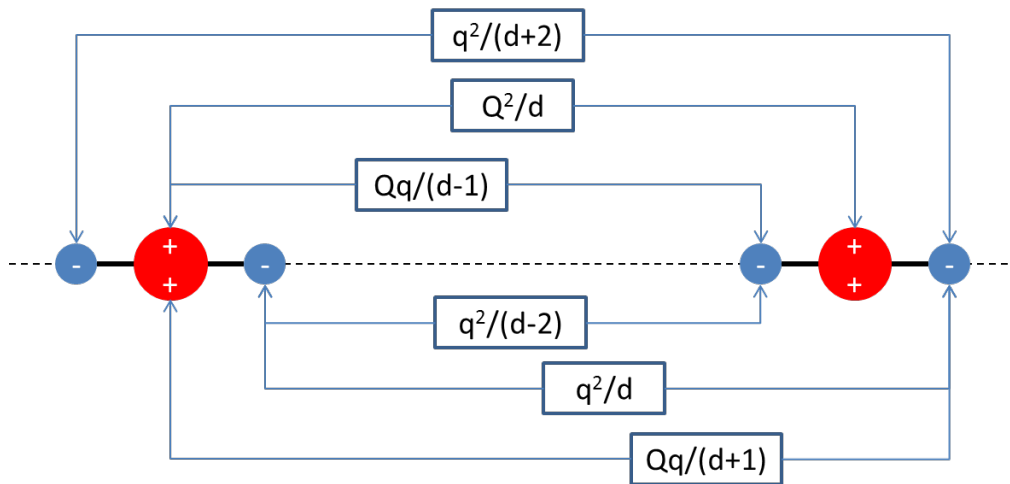 q²/(d+2)
Q²/d
Qq/(d-1)
- + + - - + + -
q²/(d-2)
q²/d
Qq/(d+1)